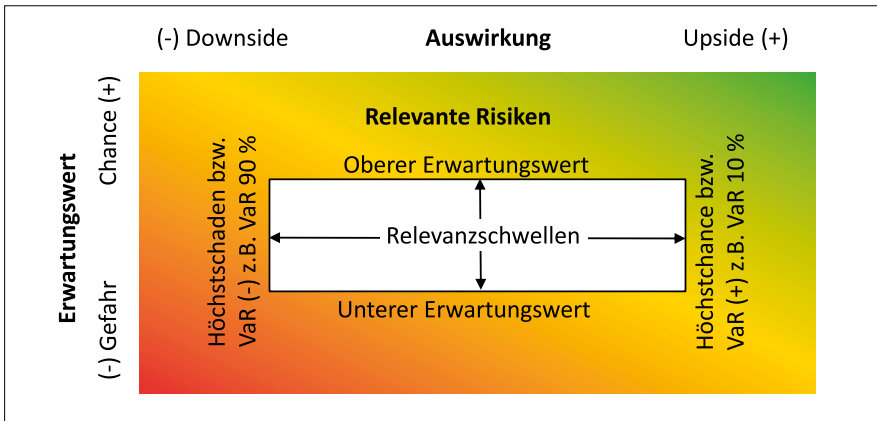 (-) Downside
Auswirkung
Upside (+)
Erwartungswert
Chance (+)
(-) Gefahr
Relevante Risiken
Höchstschaden bzw.
VaR (-) z.B. VaR 90 %
Oberer Erwartungswert
Relevanzschwellen
Unterer Erwartungswert
Höchstchance bzw.
VaR (+) z.B. VaR 10 %